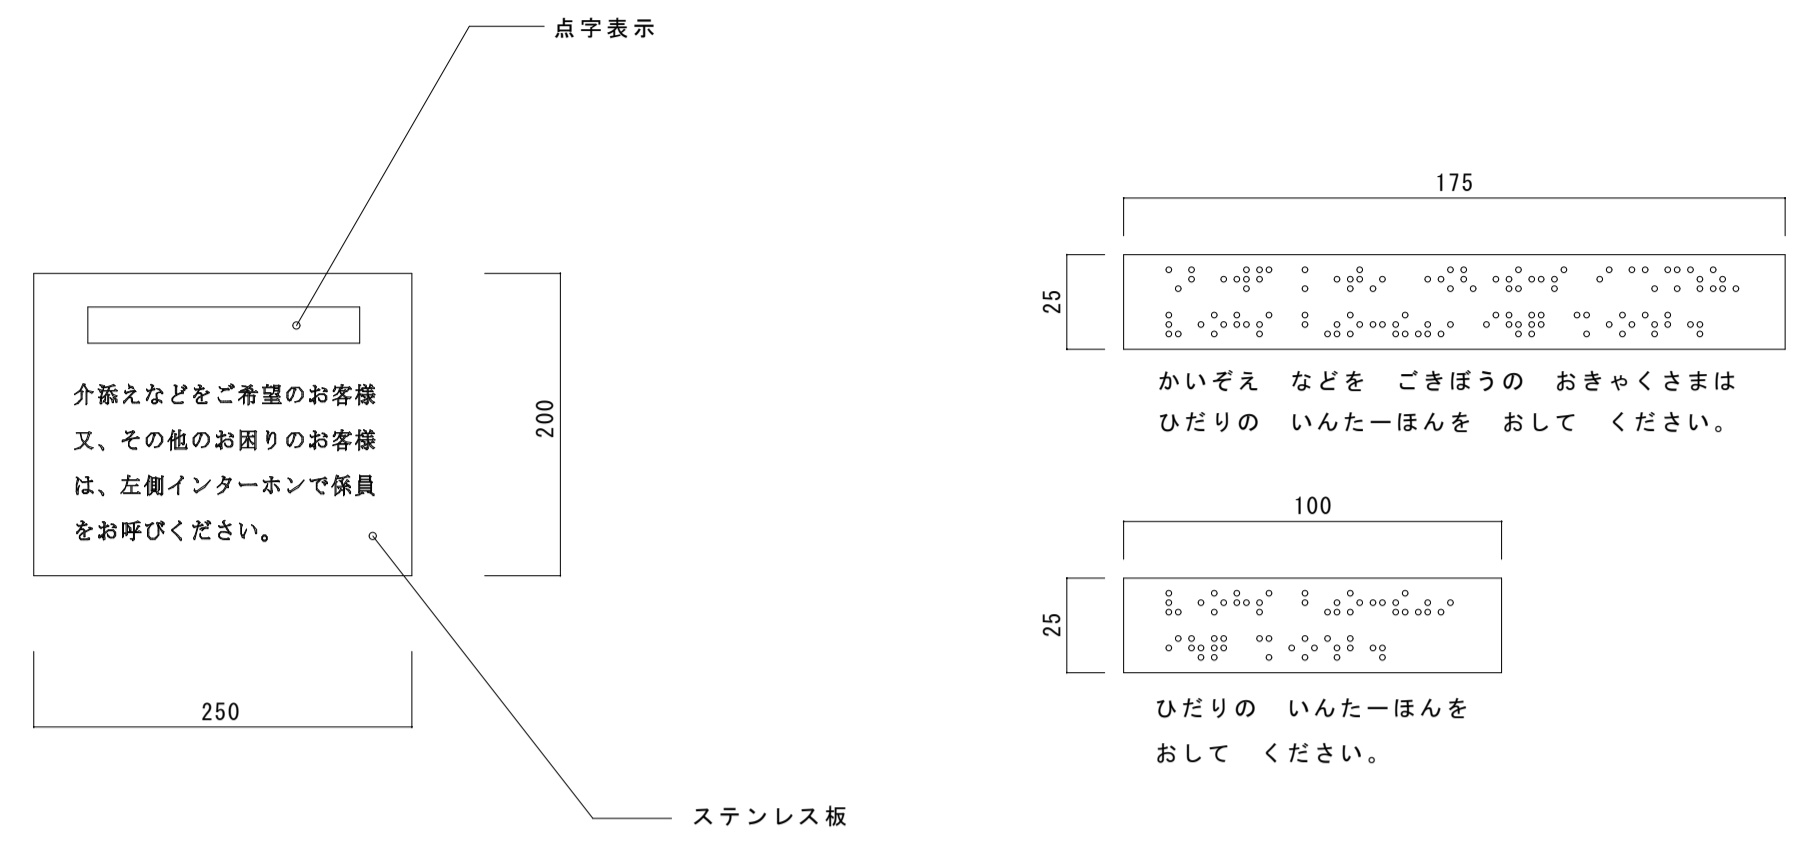 点字表示
介添えなどをご希望のお客様
又、その他のお困りのお客様
は、左側インターホンで係員
をお呼びください。
200
250
ステンレス板
175
25
かいぞえ　などを　ごきぼうの　おきゃくさまは
ひだりの　いんたーほんを　おして　ください。
100
25
ひだりの　いんたーほんを
おして　ください。